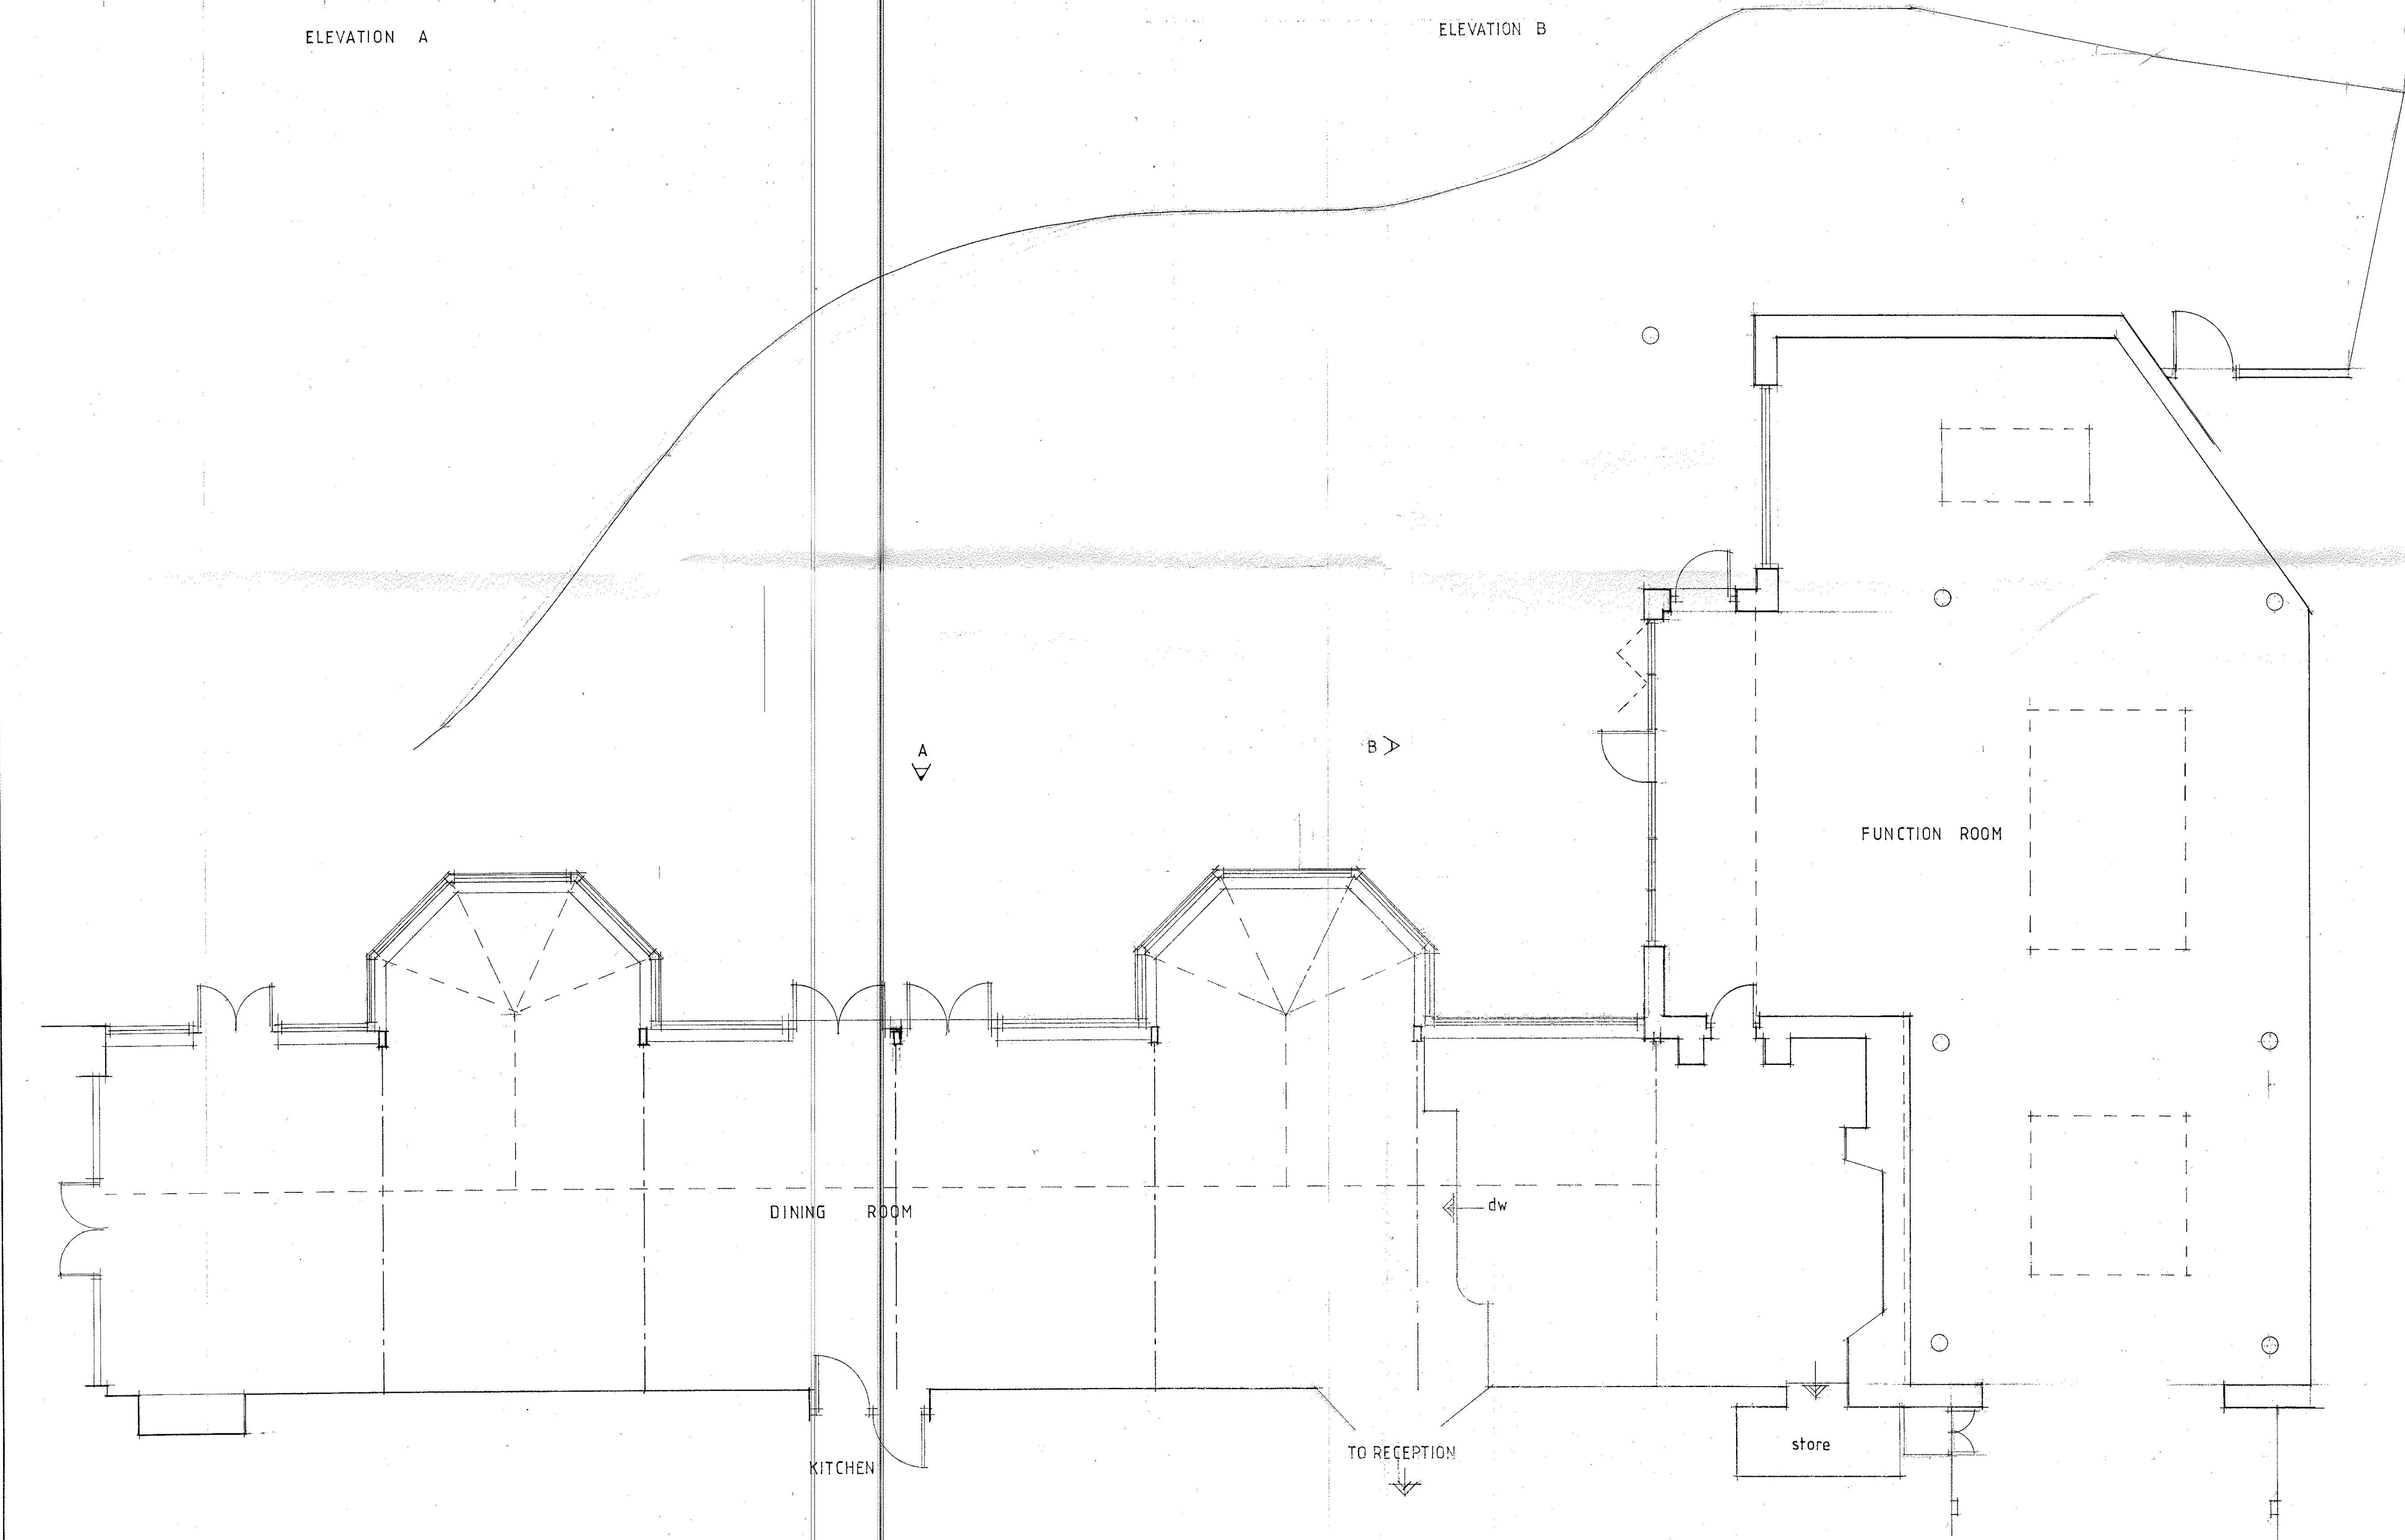 ELEVATION A
ELEVATION B
A
B
FUNCTION ROOM
dw
DINING ROOM
store
TO RECEPTION
KITCHEN